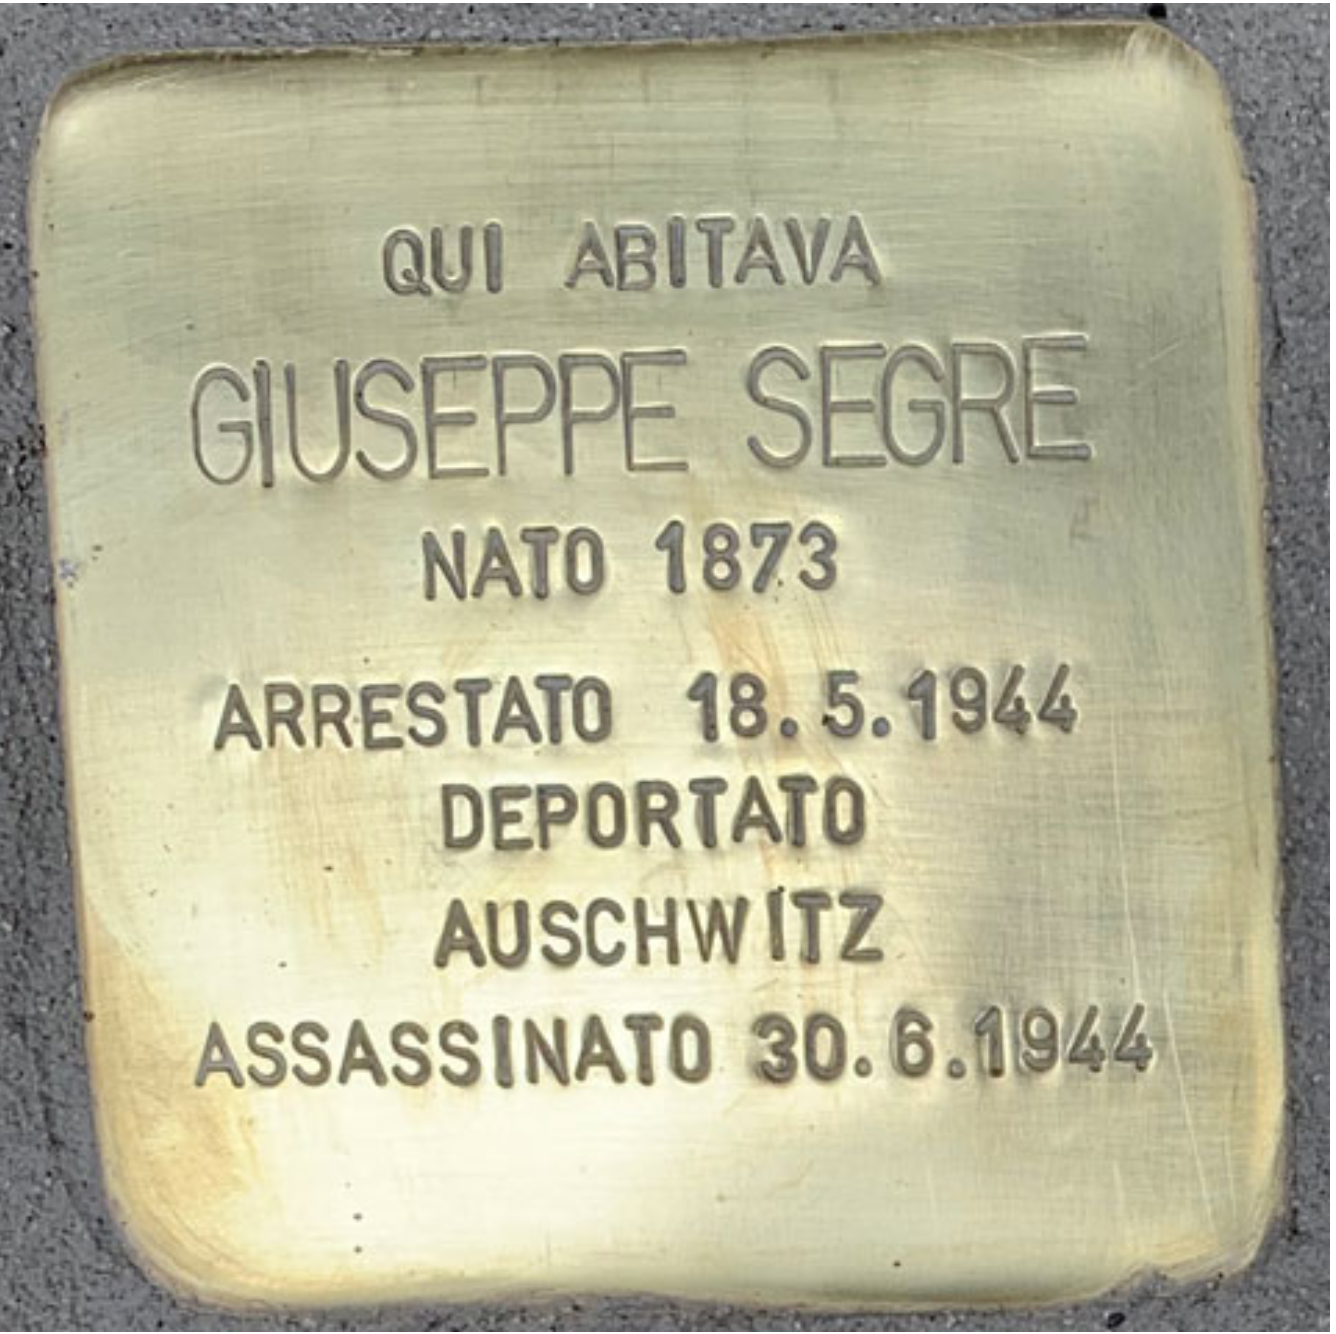 QUI ABITAVA
GIUSEPPE SEGRE
NATO 1873
ARRESTATO 18.5.1944
DEPORTATO
AUSCHWITZ
ASSASSINATO 30.6.1944